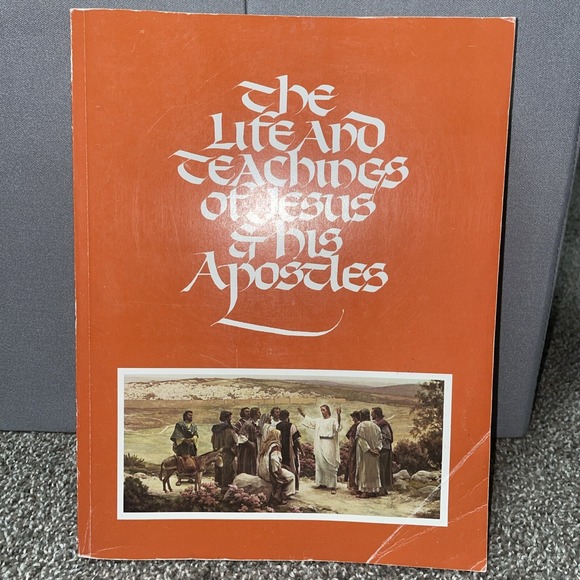 The
Life and
Teachings
of Jesus
& his
Apostles